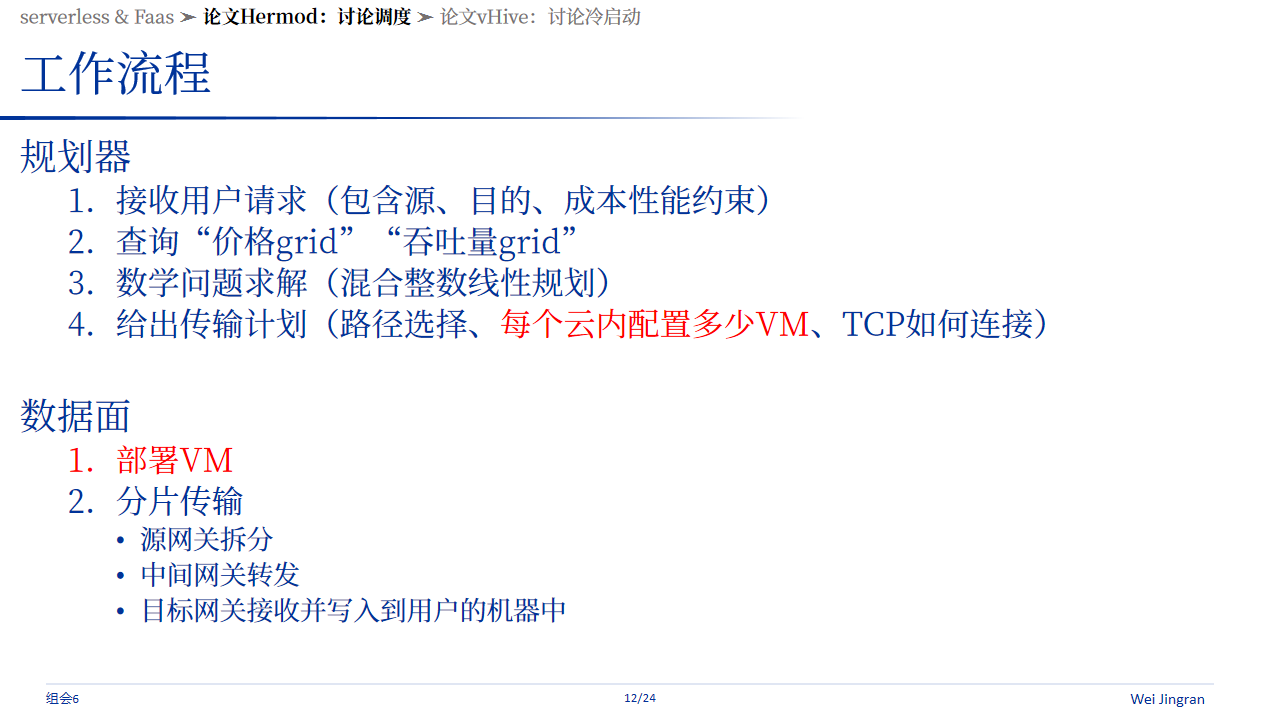 serverless & Faas ➢ 论文Hermod：讨论调度 ➢ 论文vHive：讨论冷启动
工作流程
规划器
1. 接收用户请求（包含源、目的、成本性能约束）
2. 查询“价格grid”“吞吐量grid”
3. 数学问题求解（混合整数线性规划）
4. 给出传输计划（路径选择、每个云内配置多少VM、TCP如何连接）
数据面
1. 部署VM
2. 分片传输
• 源网关拆分
• 中间网关转发
• 目标网关接收并写入到用户的机器中
组会6
12/24
Wei Jingran